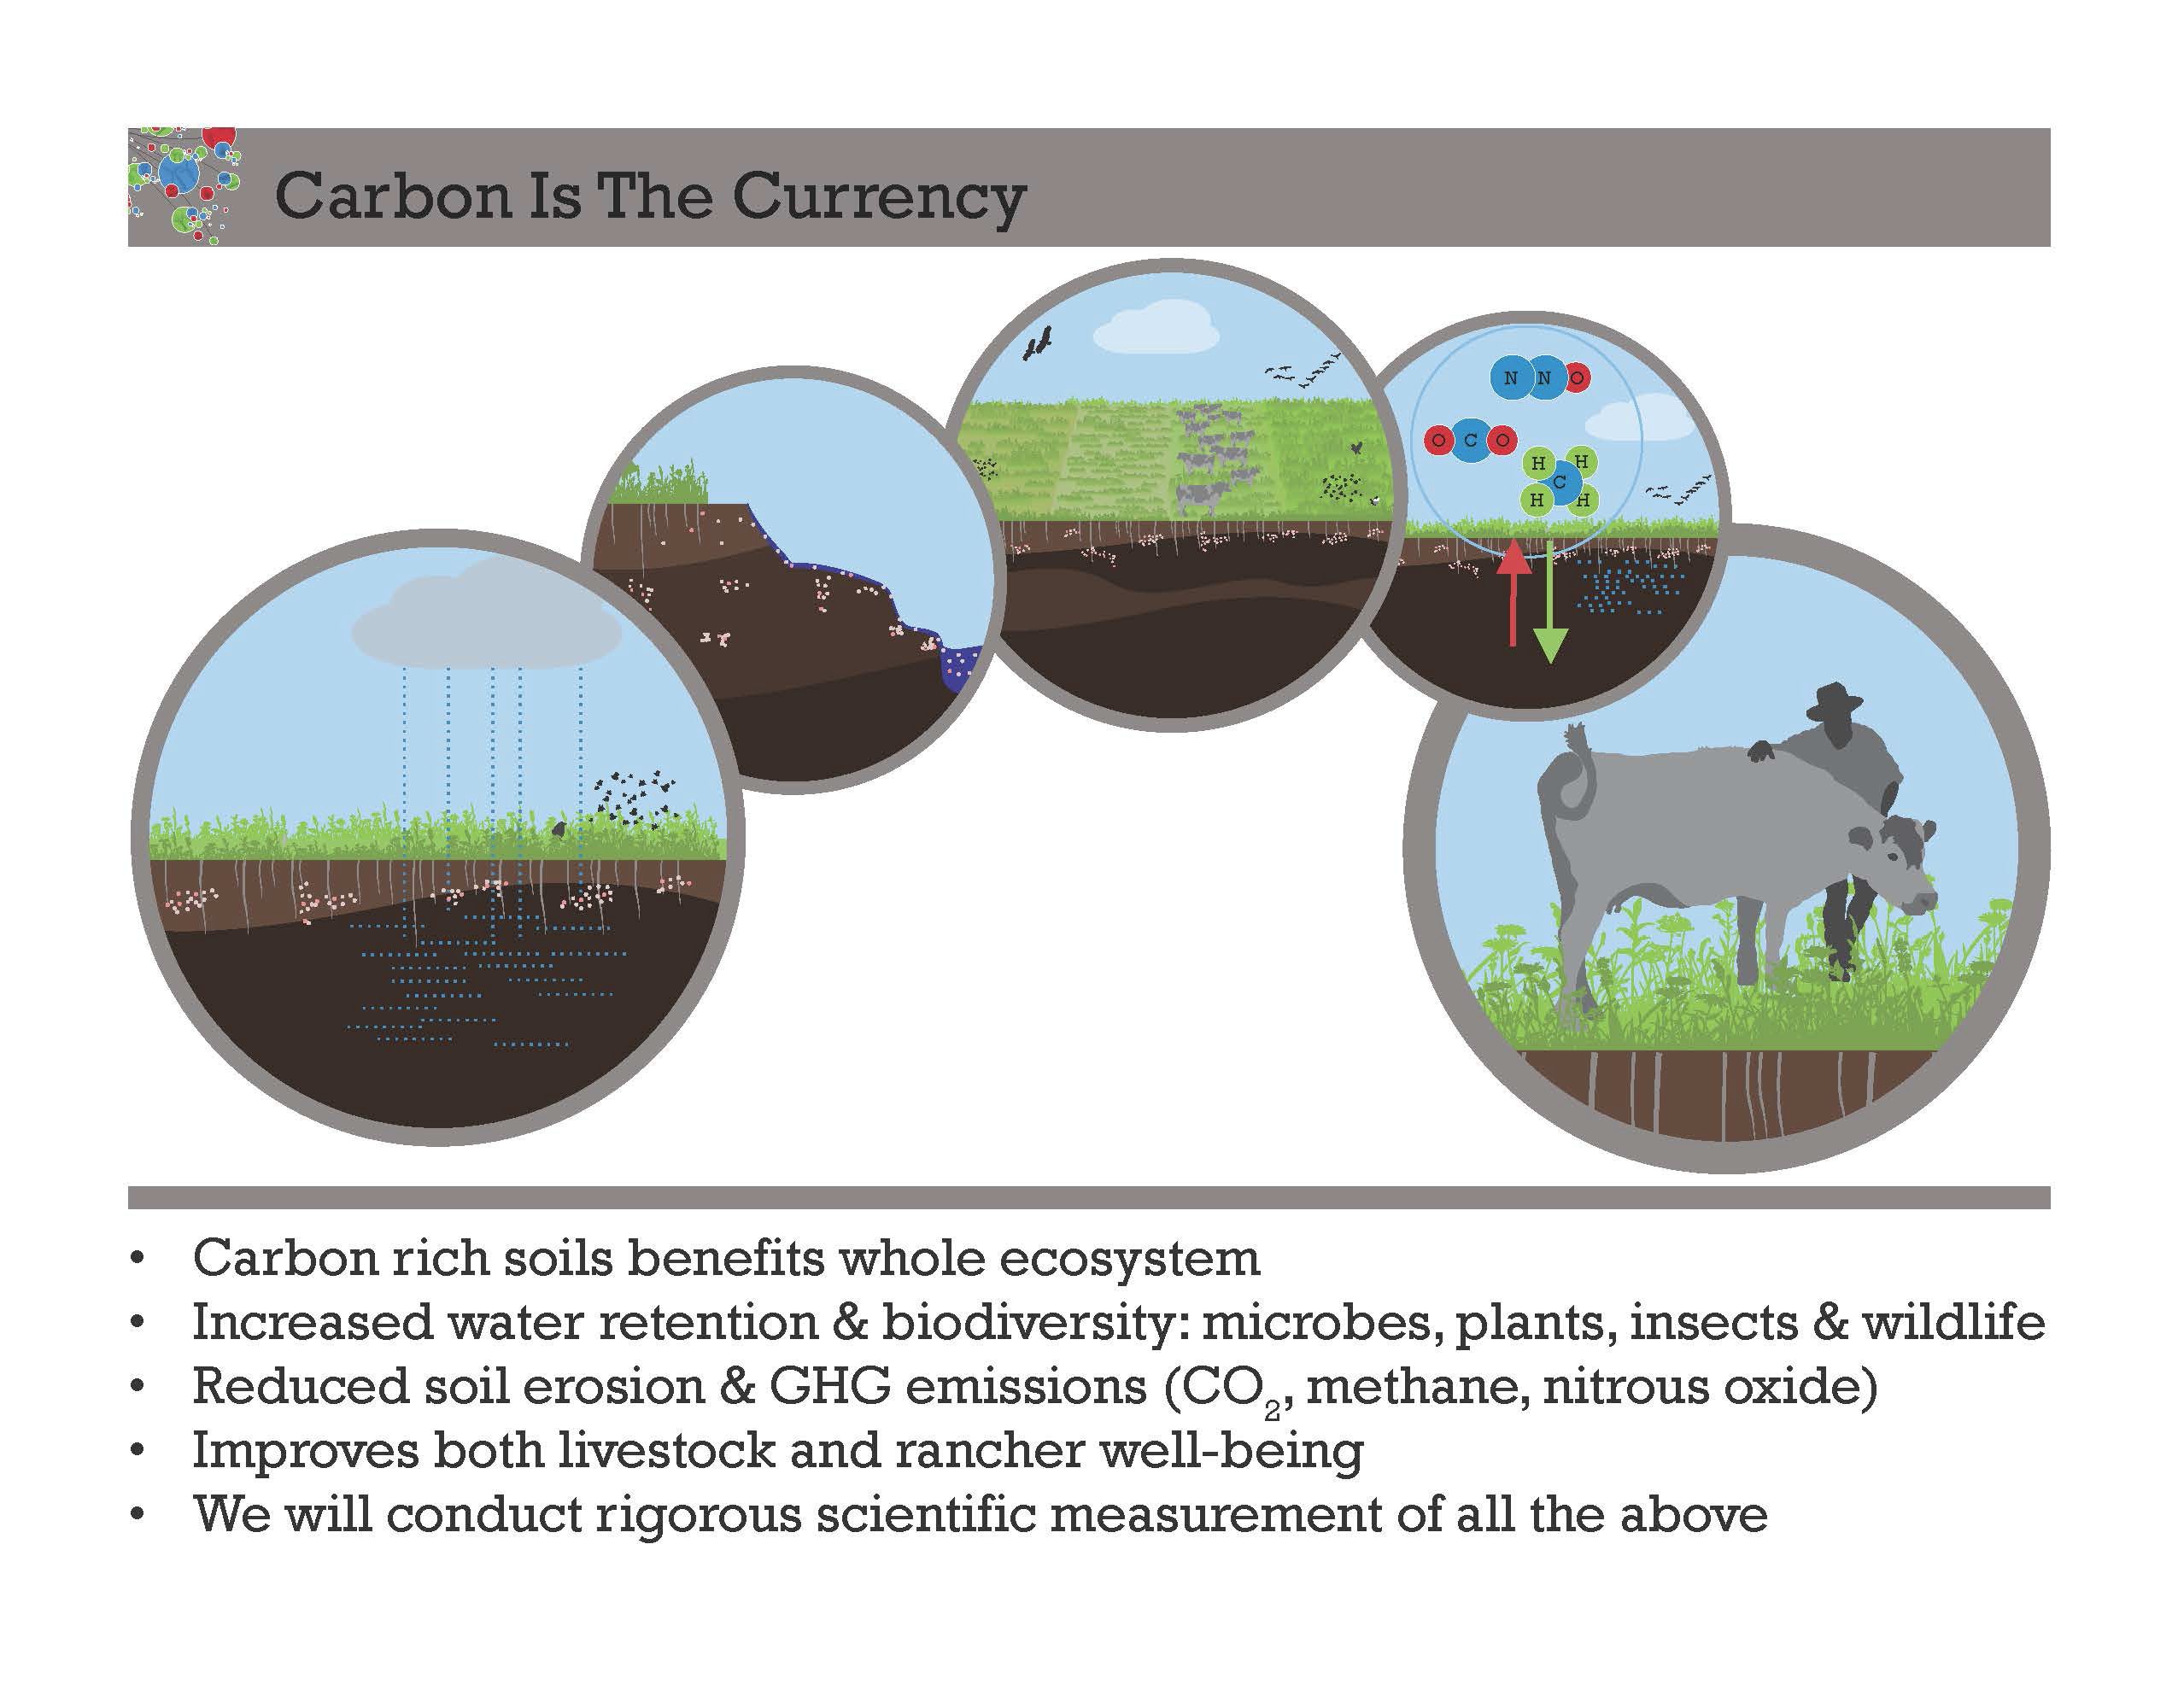 Carbon Is The Currency
N N O
O C O
H H
C
H H
• Carbon rich soils benefits whole ecosystem
• Increased water retention & biodiversity: microbes, plants, insects & wildlife
• Reduced soil erosion & GHG emissions (CO₂, methane, nitrous oxide)
• Improves both livestock and rancher well-being
• We will conduct rigorous scientific measurement of all the above